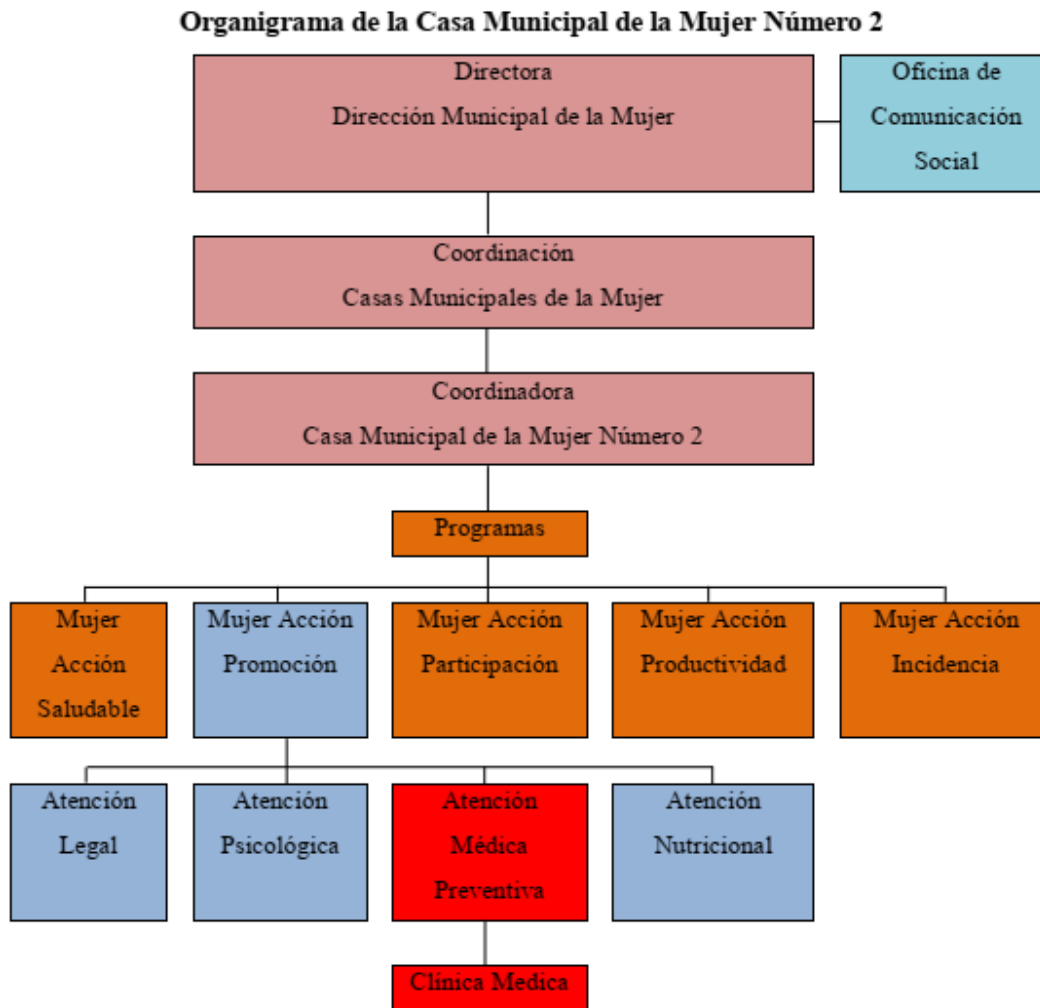 Organigrama de la Casa Municipal de la Mujer Número 2
Directora
Dirección Municipal de la Mujer
Oficina de
Comunicación
Social
Coordinación
Casas Municipales de la Mujer
Coordinadora
Casa Municipal de la Mujer Número 2
Programas
Mujer
Acción
Saludable
Mujer Acción
Promoción
Mujer Acción
Participación
Mujer Acción
Productividad
Mujer Acción
Incidencia
Atención
Legal
Atención
Psicológica
Atención
Médica
Preventiva
Atención
Nutricional
Clínica Medica